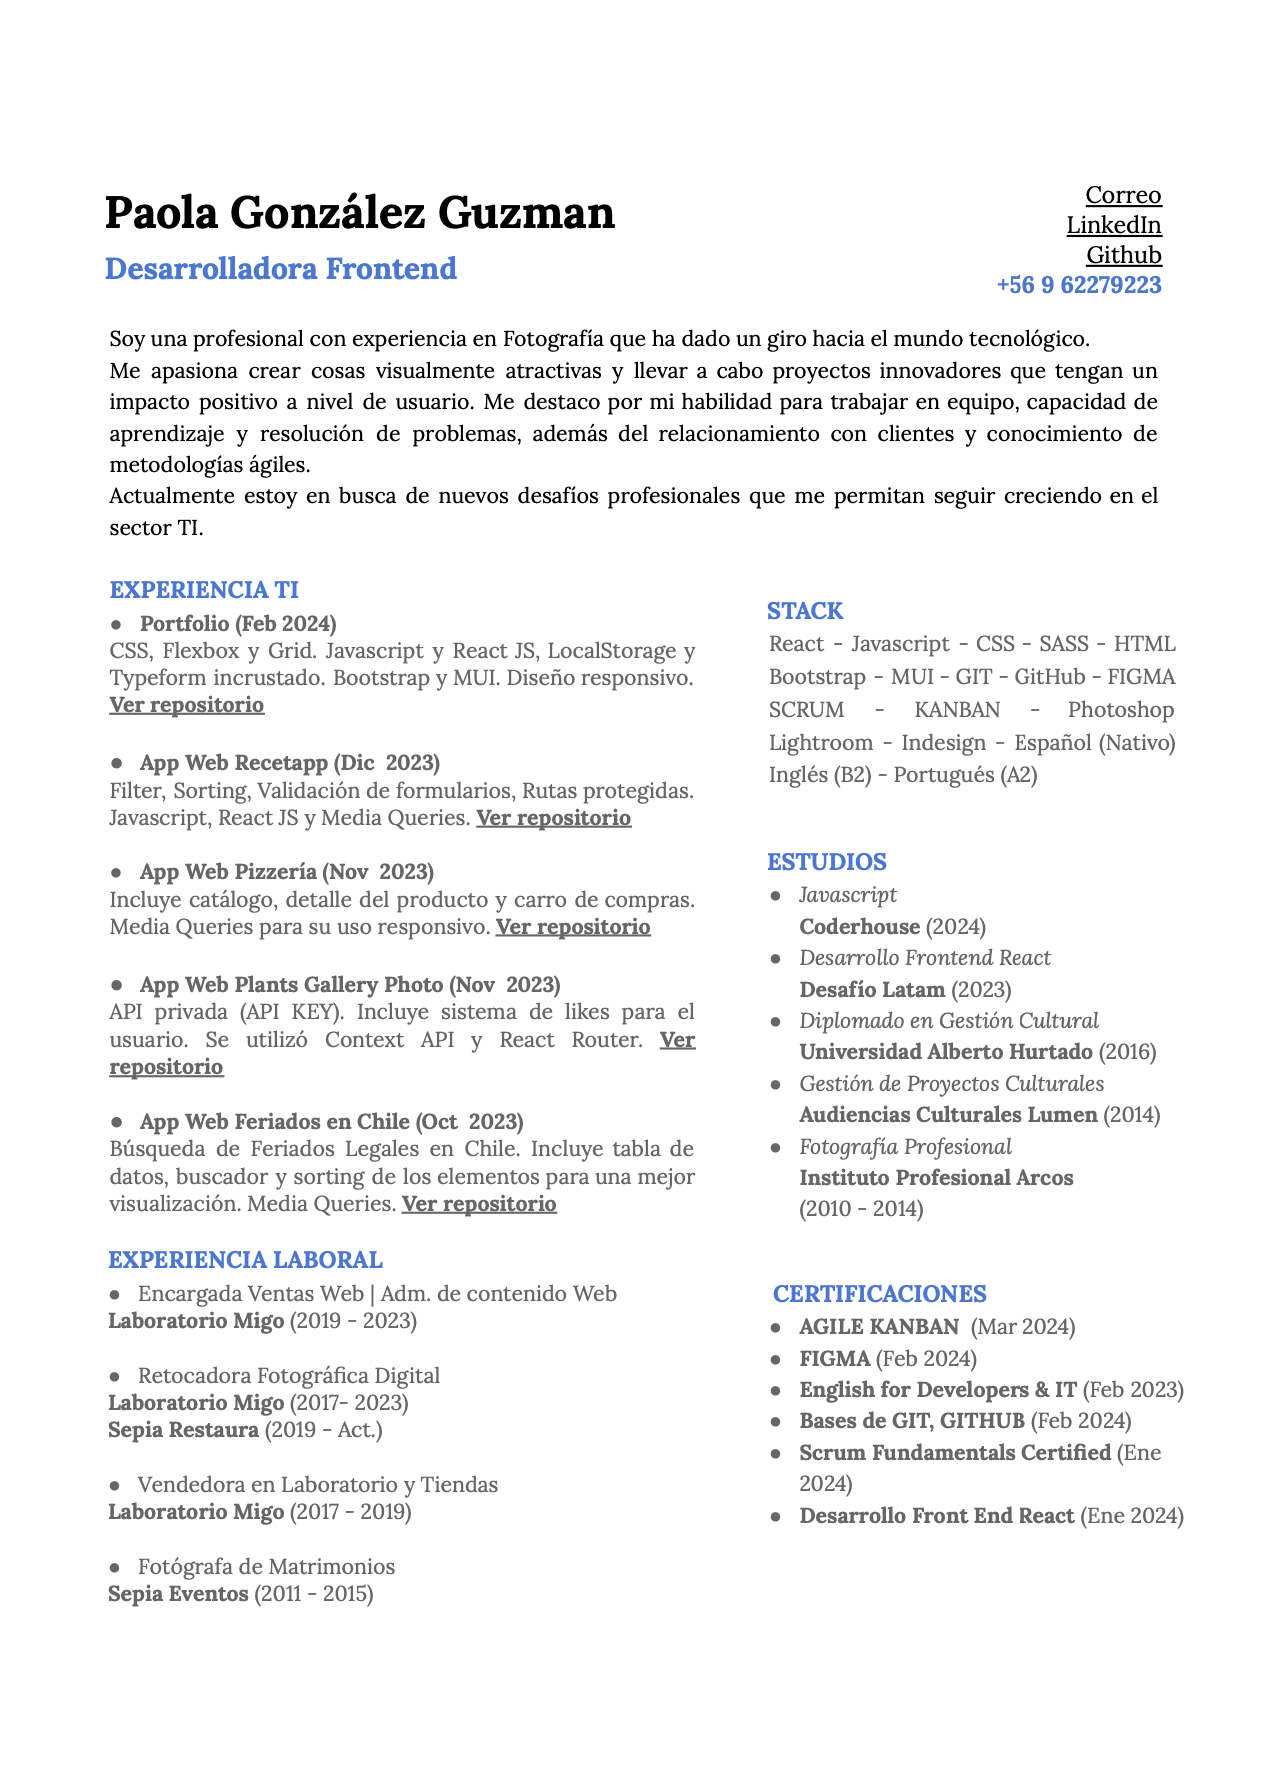 Paola González Guzman
Desarrolladora Frontend
Correo
LinkedIn
Github
+56 9 62279223
Soy una profesional con experiencia en Fotografía que ha dado un giro hacia el mundo tecnológico.
Me apasiona crear cosas visualmente atractivas y llevar a cabo proyectos innovadores que tengan un
impacto positivo a nivel de usuario. Me destaco por mi habilidad para trabajar en equipo, capacidad de
aprendizaje y resolución de problemas, además del relacionamiento con clientes y conocimiento de
metodologías ágiles.
Actualmente estoy en busca de nuevos desafíos profesionales que me permitan seguir creciendo en el
sector TI.
EXPERIENCIA TI
● Portfolio (Feb 2024)
CSS, Flexbox y Grid. Javascript y React JS, LocalStorage y
Typeform incrustado. Bootstrap y MUI. Diseño responsivo.
Ver repositorio
● App Web Recetapp (Dic 2023)
Filter, Sorting, Validación de formularios, Rutas protegidas.
Javascript, React JS y Media Queries. Ver repositorio
● App Web Pizzería (Nov 2023)
Incluye catálogo, detalle del producto y carro de compras.
Media Queries para su uso responsivo. Ver repositorio
● App Web Plants Gallery Photo (Nov 2023)
API privada (API KEY). Incluye sistema de likes para el
usuario. Se utilizó Context API y React Router. Ver
repositorio
● App Web Feriados en Chile (Oct 2023)
Búsqueda de Feriados Legales en Chile. Incluye tabla de
datos, buscador y sorting de los elementos para una mejor
visualización. Media Queries. Ver repositorio
EXPERIENCIA LABORAL
● Encargada Ventas Web | Adm. de contenido Web
Laboratorio Migo (2019 - 2023)
● Retocadora Fotográfica Digital
Laboratorio Migo (2017- 2023)
Sepia Restaura (2019 - Act.)
● Vendedora en Laboratorio y Tiendas
Laboratorio Migo (2017 - 2019)
● Fotógrafa de Matrimonios
Sepia Eventos (2011 - 2015)
STACK
React - Javascript - CSS - SASS - HTML
Bootstrap - MUI - GIT - GitHub - FIGMA
SCRUM - KANBAN - Photoshop
Lightroom - Indesign - Español (Nativo)
Inglés (B2) - Portugués (A2)
ESTUDIOS
● Javascript
Coderhouse (2024)
● Desarrollo Frontend React
Desafío Latam (2023)
● Diplomado en Gestión Cultural
Universidad Alberto Hurtado (2016)
● Gestión de Proyectos Culturales
Audiencias Culturales Lumen (2014)
● Fotografía Profesional
Instituto Profesional Arcos
(2010 - 2014)
CERTIFICACIONES
● AGILE KANBAN (Mar 2024)
● FIGMA (Feb 2024)
● English for Developers & IT (Feb 2023)
● Bases de GIT, GITHUB (Feb 2024)
● Scrum Fundamentals Certified (Ene
2024)
● Desarrollo Front End React (Ene 2024)